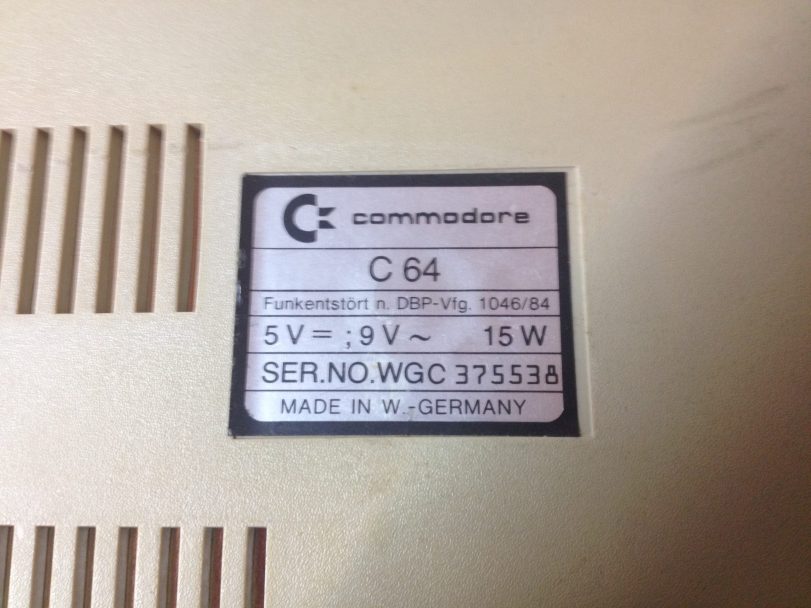 commodore
C 64
Funkentstört n. DBP-Vfg. 1046/84
5 V = ; 9 V ~ 15 W
SER.NO.WGC 375538
MADE IN W.-GERMANY